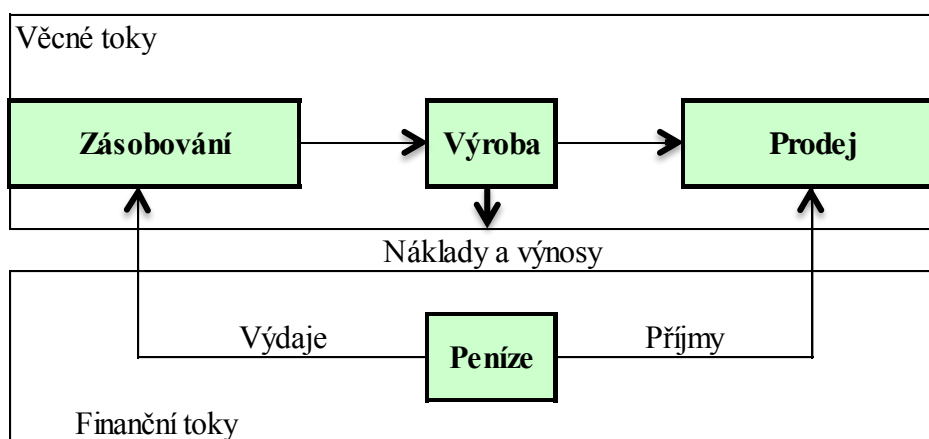 Věcné toky
Zásobování
Výroba
Prodej
Náklady a výnosy
Výdaje
Peníze
Příjmy
Finanční toky